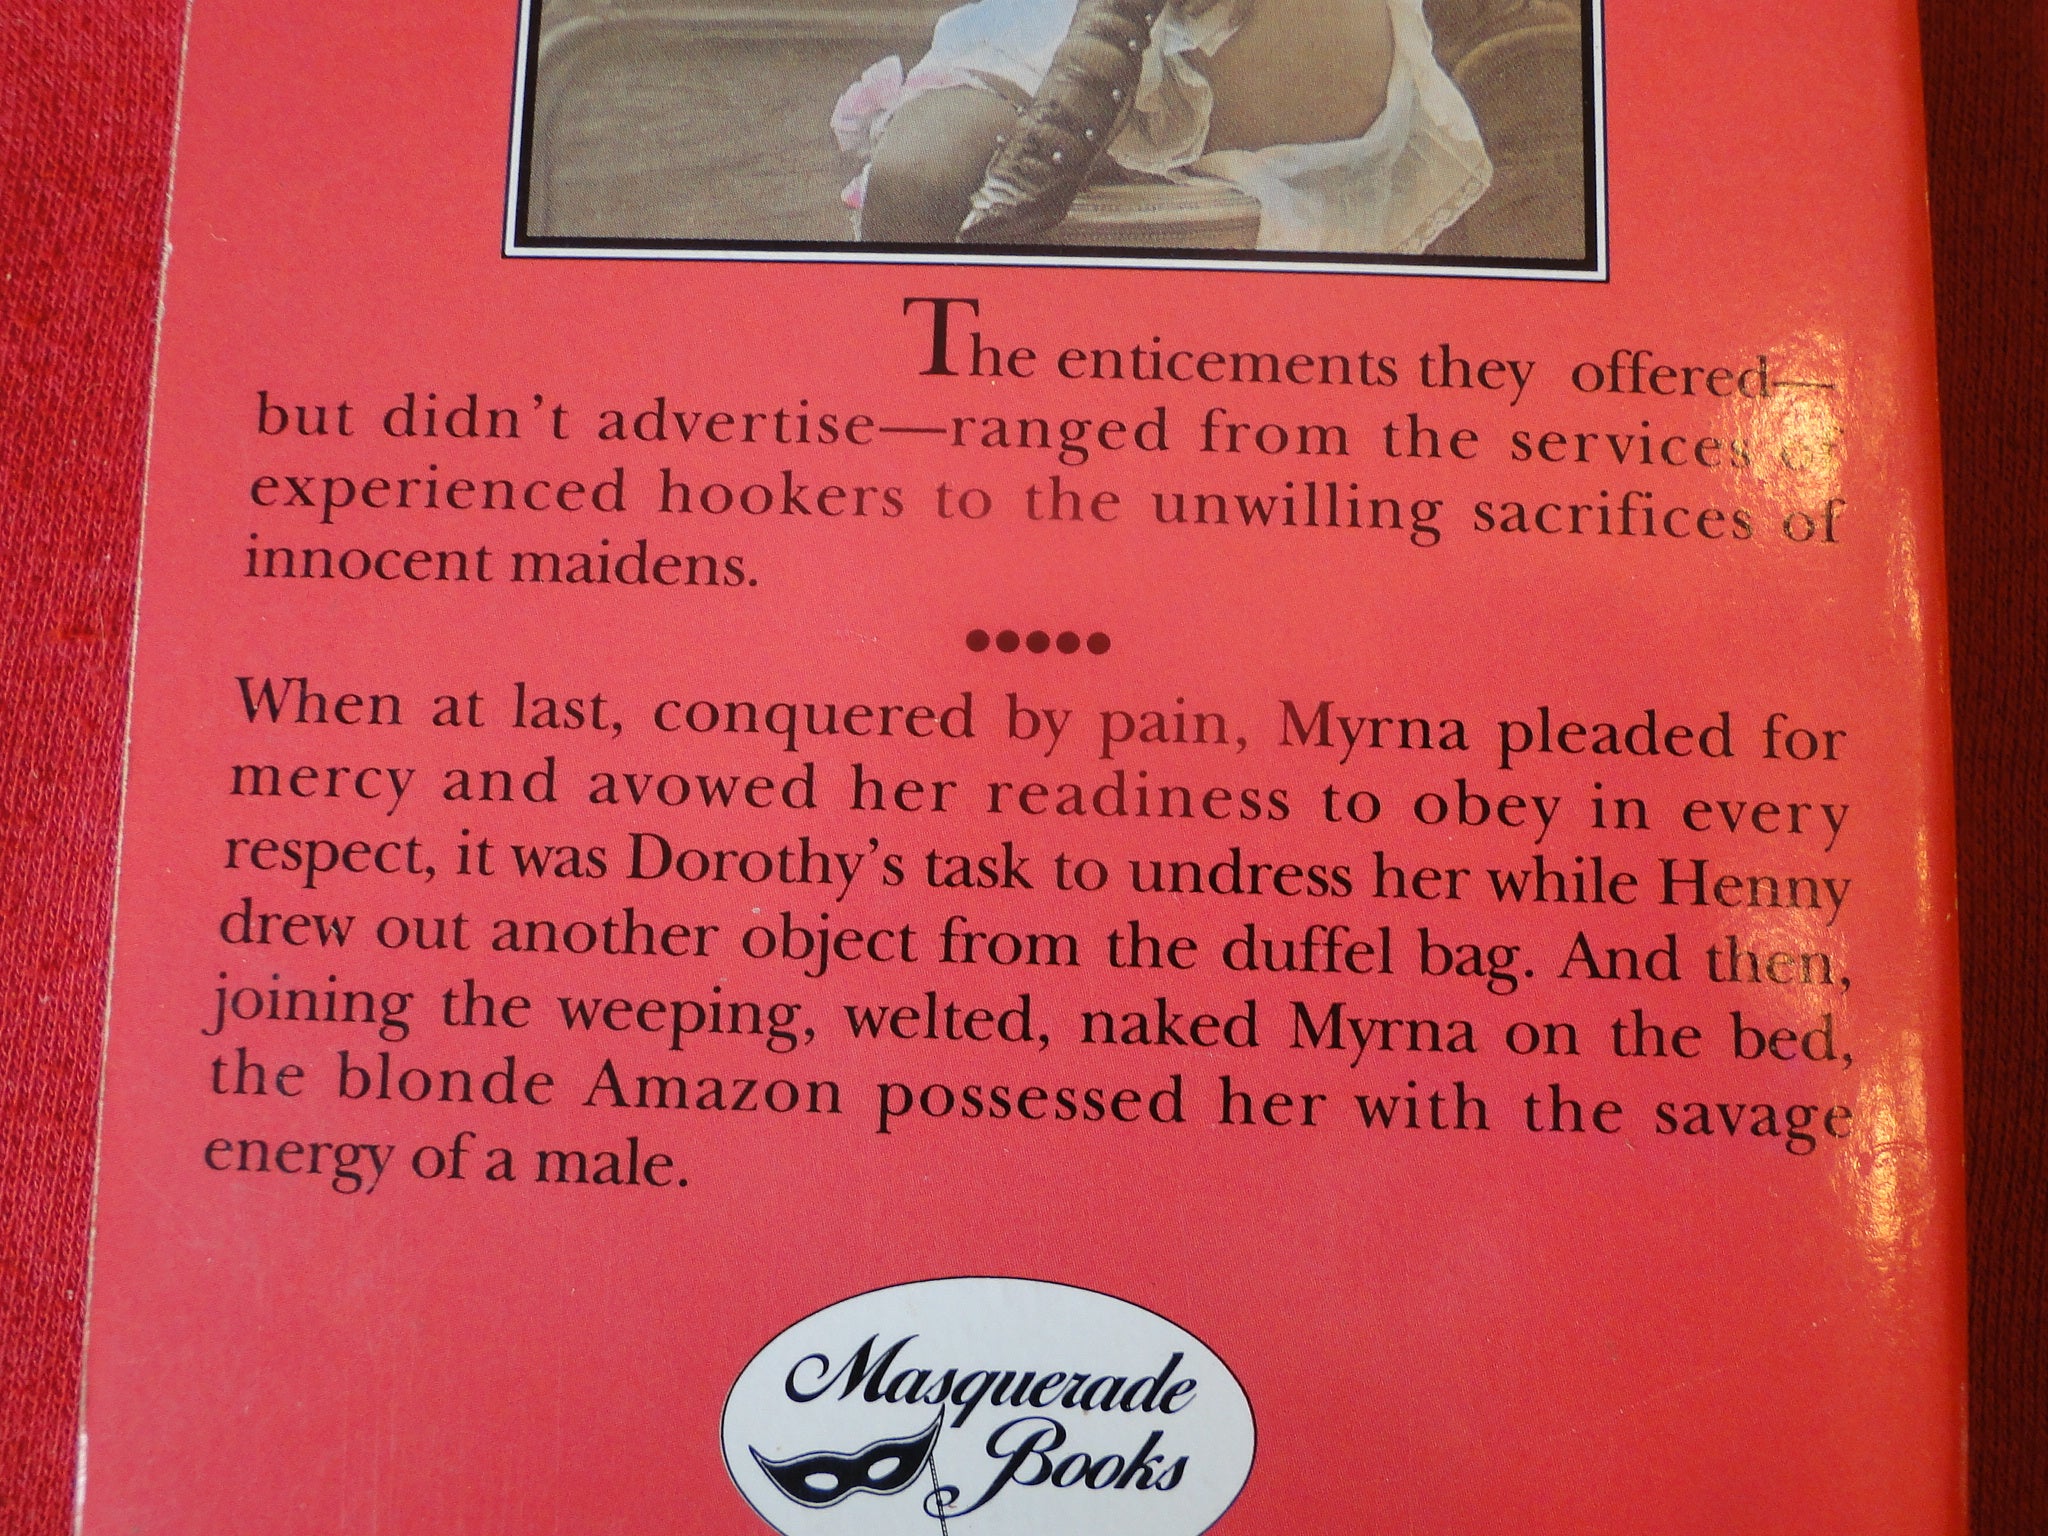 The enticements they offered—
but didn't advertise—ranged from the services of
experienced hookers to the unwilling sacrifices of
innocent maidens.
•••••
When at last, conquered by pain, Myrna pleaded for
mercy and avowed her readiness to obey in every
respect, it was Dorothy's task to undress her while Henny
drew out another object from the duffel bag. And then,
joining the weeping, welted, naked Myrna on the bed,
the blonde Amazon possessed her with the savage
energy of a male.
Masquerade
Books